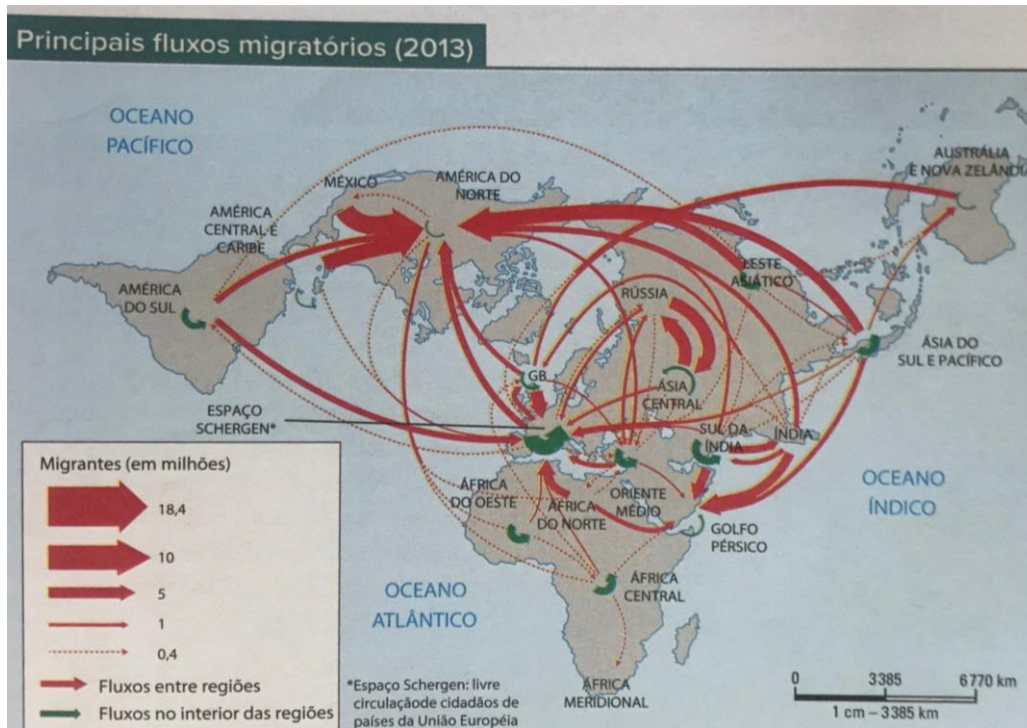 Principais fluxos migratórios (2013)
OCEANO
PACÍFICO
AUSTRÁLIA
E NOVA ZELÂNDIA
AMÉRICA DO
NORTE
MÉXICO
AMÉRICA
CENTRAL E
CARIBE
LESTE
ASIÁTICO
AMÉRICA
DO SUL
RÚSSIA
ÁSIA DO
SUL E PACÍFICO
GB
ÁSIA
CENTRAL
ESPAÇO
SCHERGEN*
SUL DA
ÍNDIA
ÍNDIA
ÁFRICA
DO OESTE
ÁFRICA
DO NORTE
ORIENTE
MÉDIO
OCEANO
ÍNDICO
GOLFO
PÉRSICO
ÁFRICA
CENTRAL
OCEANO
ATLÂNTICO
ÁFRICA
MERIDIONAL
Migrantes (em milhões)
18,4
10
5
1
0,4
Fluxos entre regiões
Fluxos no interior das regiões
*Espaço Schergen: livre
circulaçãode cidadãos de
países da União Européia
0 3385 6770 km
1 cm – 3385 km